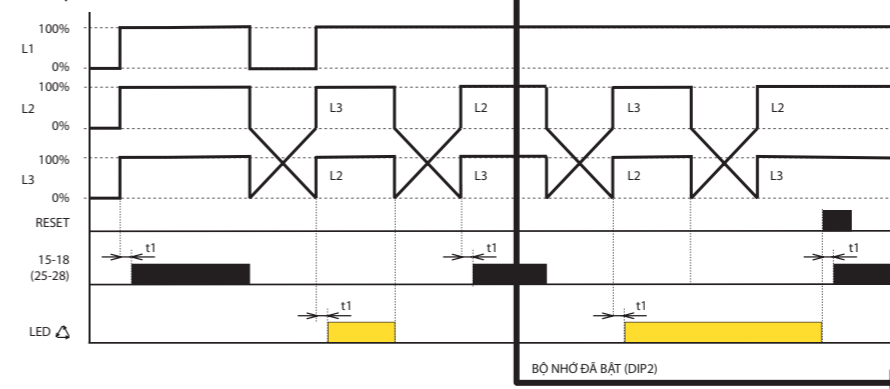 100%
L1
0%
100%
L3
L2
L3
L2
L2
0%
100%
L2
L3
L2
L3
L3
0%
RESET
t1
t1
t1
15-18
(25-28)
t1
t1
LED
BỘ NHỚ ĐÃ BẬT (DIP2)